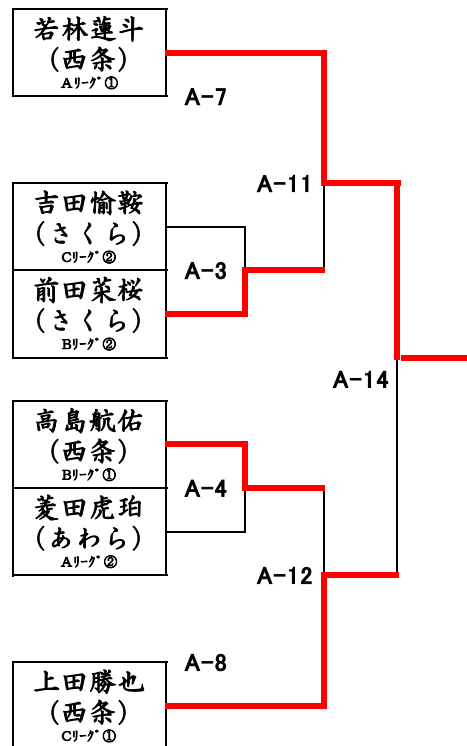 若林蓮斗
(西条)
Aﾘｰｸﾞ①
A-7
A-11
吉田愉鞍
(さくら)
Cﾘｰｸﾞ②
A-3
前田菜桜
(さくら)
Bﾘｰｸﾞ②
A-14
高島航佑
(西条)
Bﾘｰｸﾞ①
A-4
菱田虎珀
(あわら)
Aﾘｰｸﾞ②
A-12
A-8
上田勝也
(西条)
Cﾘｰｸﾞ①